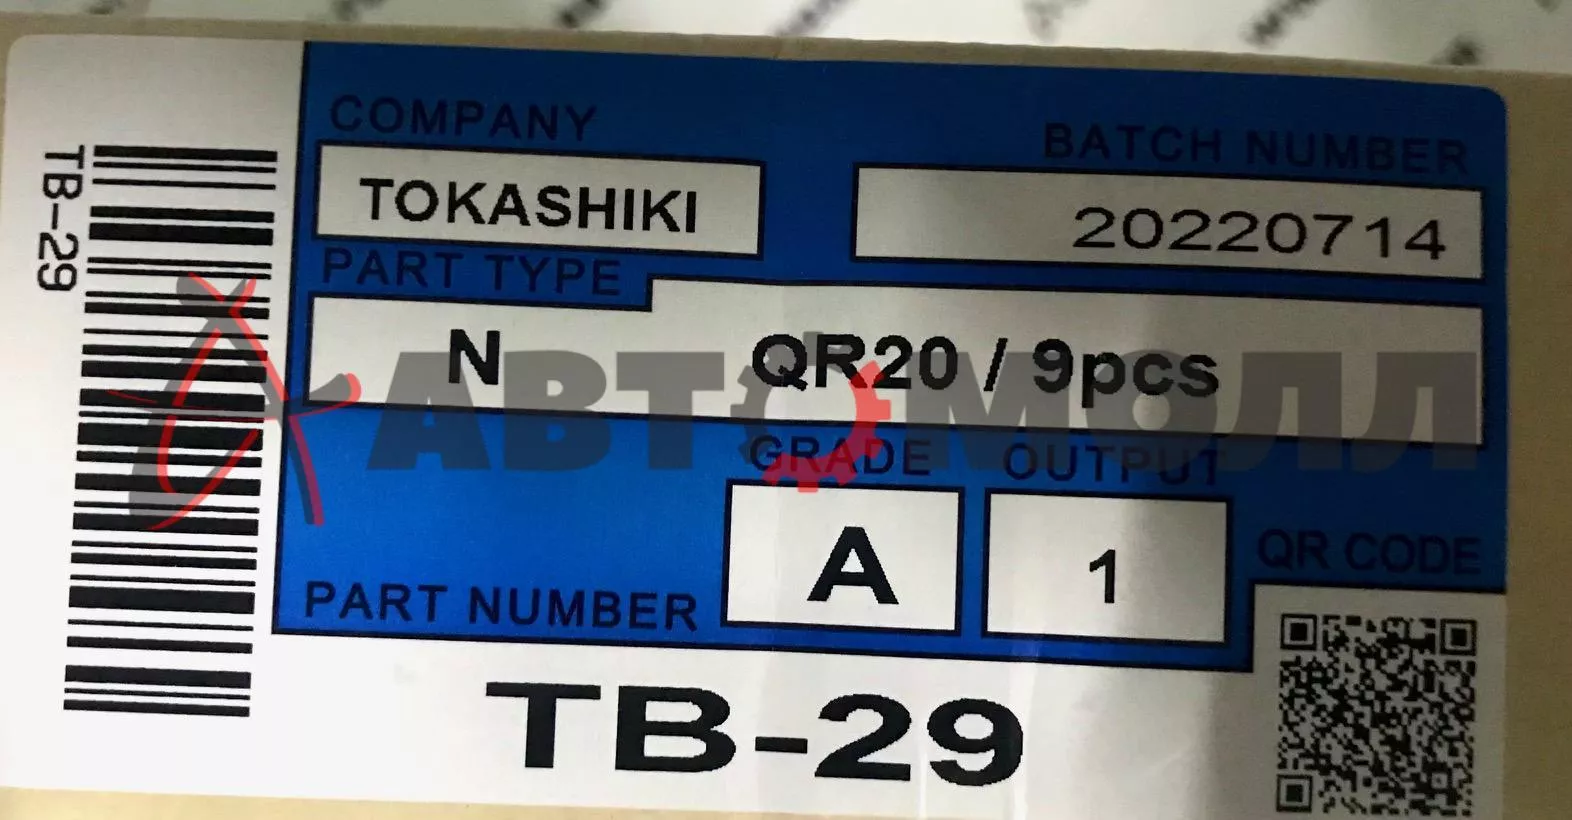 TB-29
COMPANY
BATCH NUMBER
TOKASHIKI
20220714
PART TYPE
N QR20 / 9pcs
АВТОМОЛЛ
GRADE
OUTPUT
A
1
QR CODE
PART NUMBER
TB-29